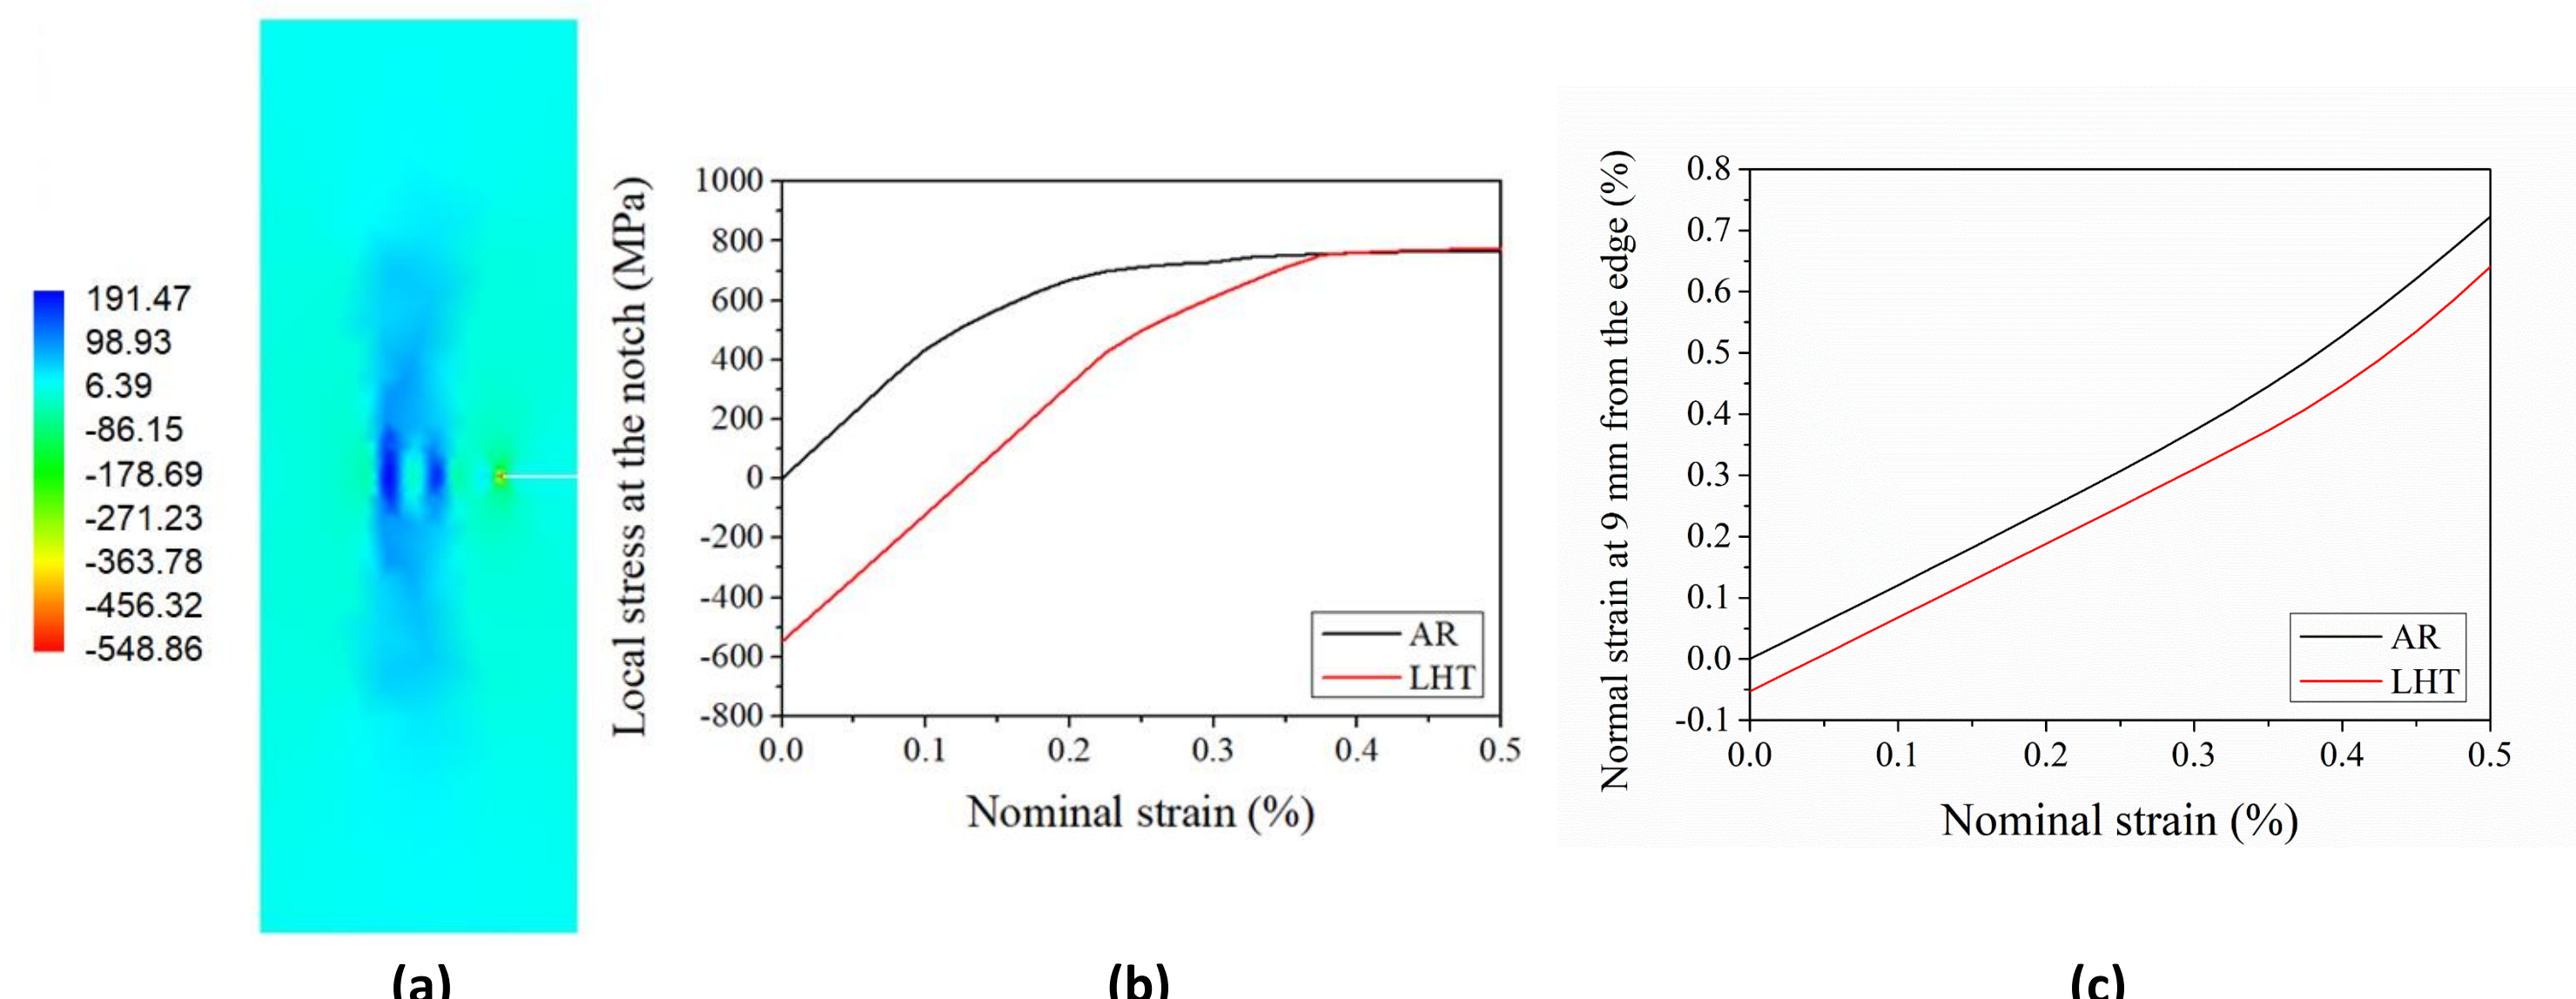 191.47
98.93
6.39
-86.15
-178.69
-271.23
-363.78
-456.32
-548.86
(a)
Local stress at the notch (MPa)
1000
800
600
400
200
0
-200
-400
-600
-800
0.0 0.1 0.2 0.3 0.4 0.5
Nominal strain (%)
AR
LHT
(b)
Normal strain at 9 mm from the edge (%)
0.8
0.7
0.6
0.5
0.4
0.3
0.2
0.1
0.0
-0.1
0.0 0.1 0.2 0.3 0.4 0.5
Nominal strain (%)
AR
LHT
(c)